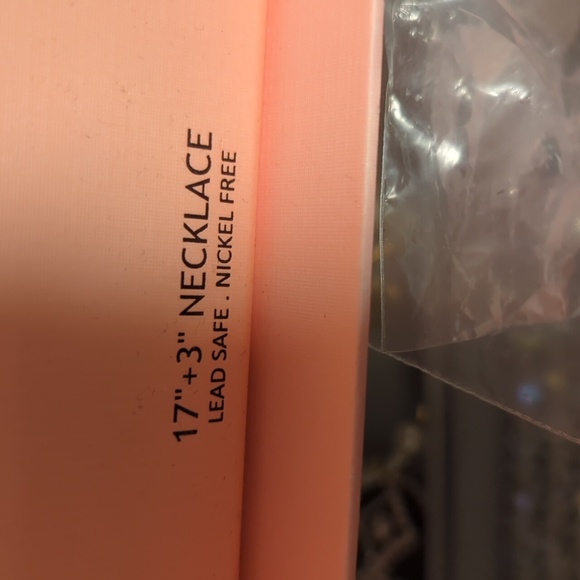 17"+3" NECKLACE
LEAD SAFE . NICKEL FREE